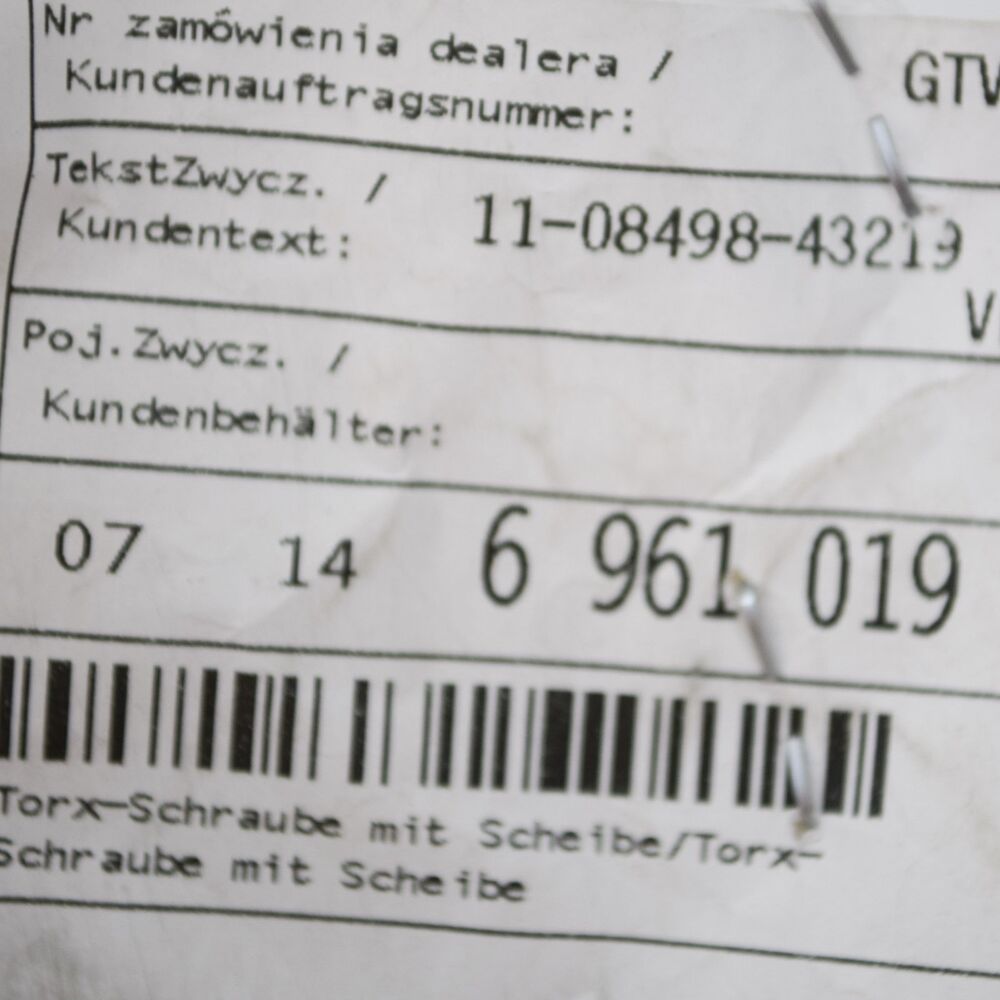 Nr zamówienia dealera /
Kundenauftragsnummer:
GTV
TekstZwycz. /
Kundentext:
11-08498-43219
Poj.Zwycz. /
Kundenbehälter:
07 14 6 961 019
Torx-Schraube mit Scheibe/Torx-
Schraube mit Scheibe